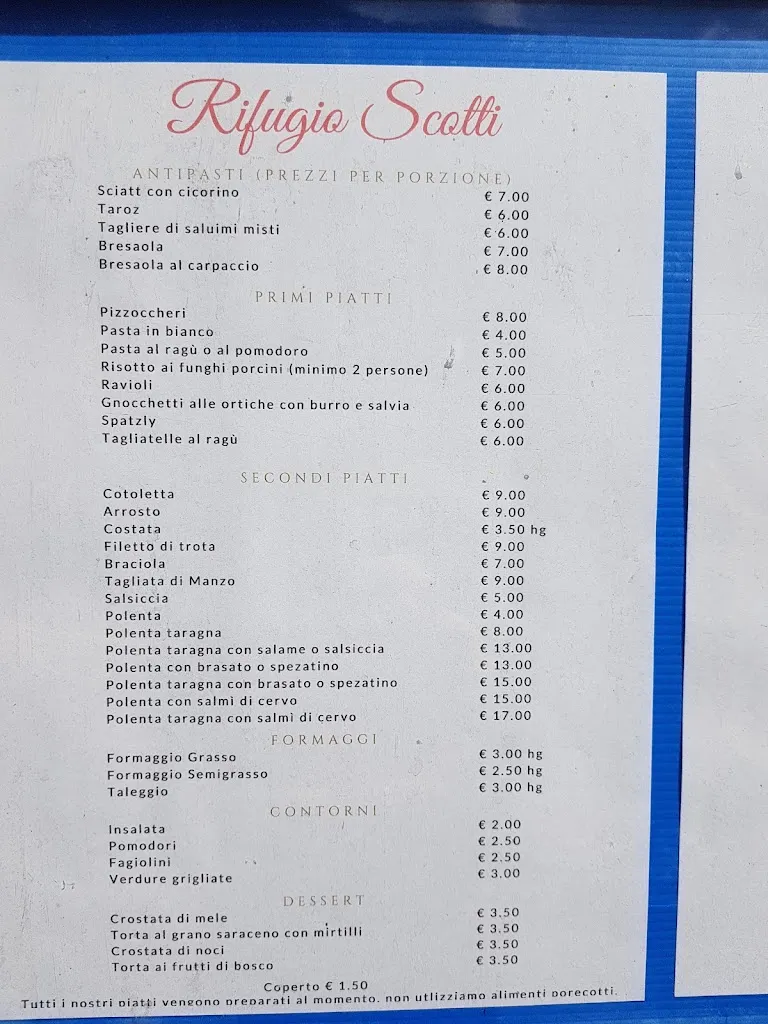 Rifugio Scotti
ANTIPASTI (PREZZI PER PORZIONE)
Sciatt con cicorino € 7.00
Taroz € 6.00
Tagliere di saluimi misti € 6.00
Bresaola € 7.00
Bresaola al carpaccio € 8.00
PRIMI PIATTI
Pizzoccheri € 8.00
Pasta in bianco € 4.00
Pasta al ragù o al pomodoro € 5.00
Risotto ai funghi porcini (minimo 2 persone) € 7.00
Ravioli € 6.00
Gnocchetti alle ortiche con burro e salvia € 6.00
Spatzly € 6.00
Tagliatelle al ragù € 6.00
SECONDI PIATTI
Cotoletta € 9.00
Arrosto € 9.00
Costata € 3.50 hg
Filetto di trota € 9.00
Braciola € 7.00
Tagliata di Manzo € 9.00
Salsiccia € 5.00
Polenta € 4.00
Polenta taragna € 8.00
Polenta taragna con salame o salsiccia € 13.00
Polenta con brasato o spezatino € 13.00
Polenta taragna con brasato o spezatino € 15.00
Polenta con salmì di cervo € 15.00
Polenta taragna con salmì di cervo € 17.00
FORMAGGI
Formaggio Grasso € 3.00 hg
Formaggio Semigrasso € 2.50 hg
Taleggio € 3.00 hg
CONTORNI
Insalata € 2.00
Pomodori € 2.50
Fagiolini € 2.50
Verdure grigliate € 3.00
DESSERT
Crostata di mele € 3.50
Torta al grano saraceno con mirtilli € 3.50
Crostata di noci € 3.50
Torta ai frutti di bosco € 3.50
Coperto € 1.50
Tutti i nostri piatti vengono preparati al momento, non utlizziamo alimenti porecotti.